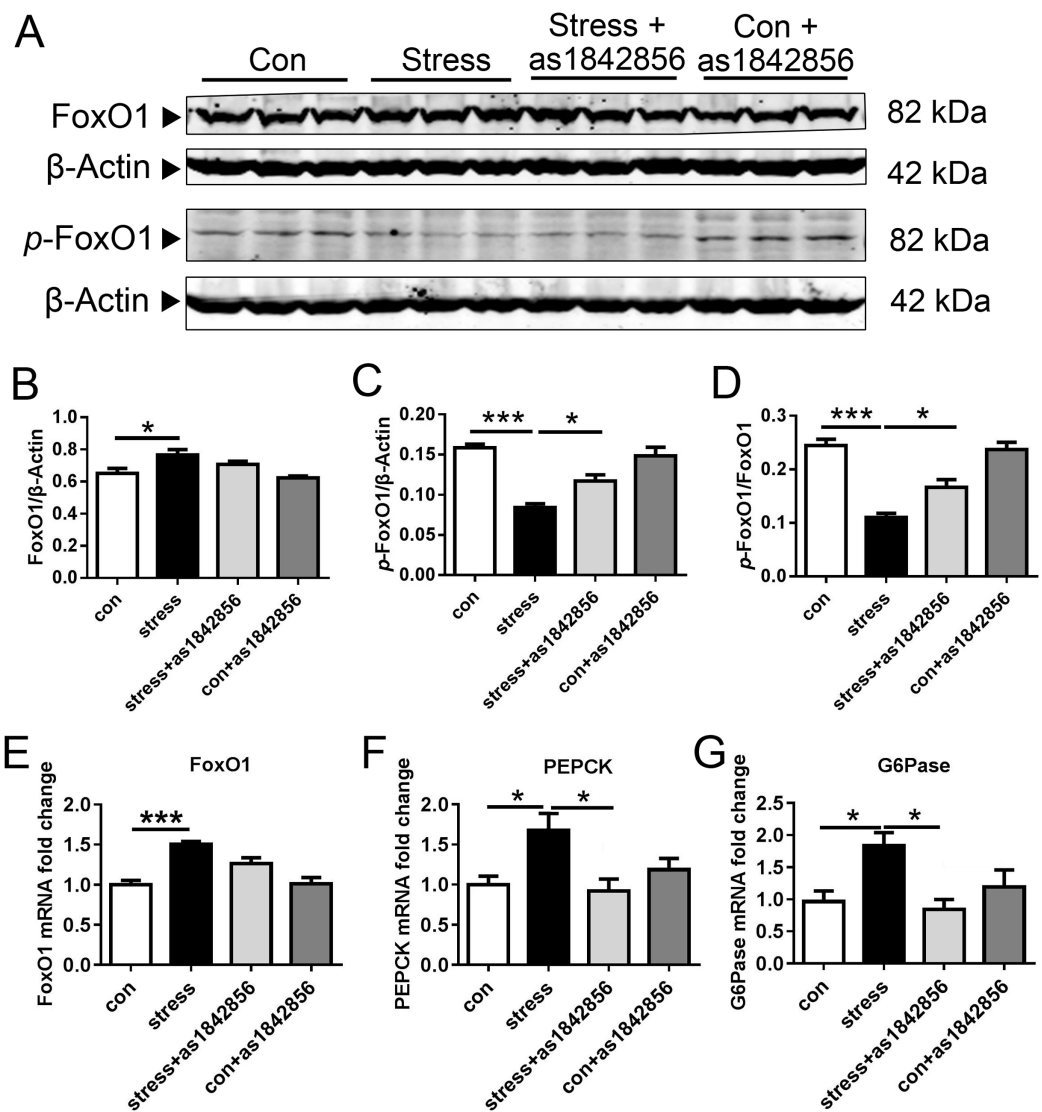 A
Con
Stress
Stress +
as1842856
Con +
as1842856
FoxO1
82 kDa
β-Actin
42 kDa
p-FoxO1
82 kDa
β-Actin
42 kDa
B
FoxO1/β-Actin
1.0
0.8
0.6
0.4
0.2
0.0
*
con
stress
stress+as1842856
con+as1842856
C
p-FoxO1/β-Actin
0.20
0.15
0.10
0.05
0.00
***
*
con
stress
stress+as1842856
con+as1842856
D
p-FoxO1/FoxO1
0.3
0.2
0.1
0.0
***
*
con
stress
stress+as1842856
con+as1842856
E
FoxO1
FoxO1 mRNA fold change
2.0
1.5
1.0
0.5
0.0
***
con
stress
stress+as1842856
con+as1842856
F
PEPCK
PEPCK mRNA fold change
2.0
1.5
1.0
0.5
0.0
*
*
con
stress
stress+as1842856
con+as1842856
G
G6Pase
G6Pase mRNA fold change
2.5
2.0
1.5
1.0
0.5
0.0
*
*
con
stress
stress+as1842856
con+as1842856